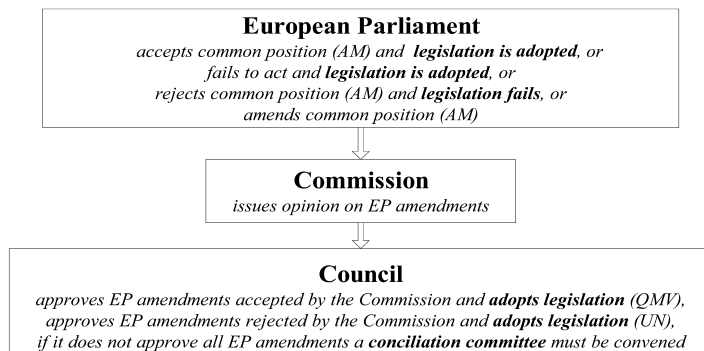 European Parliament
accepts common position (AM) and legislation is adopted, or
fails to act and legislation is adopted, or
rejects common position (AM) and legislation fails, or
amends common position (AM)
Commission
issues opinion on EP amendments
Council
approves EP amendments accepted by the Commission and adopts legislation (QMV),
approves EP amendments rejected by the Commission and adopts legislation (UN),
if it does not approve all EP amendments a conciliation committee must be convened